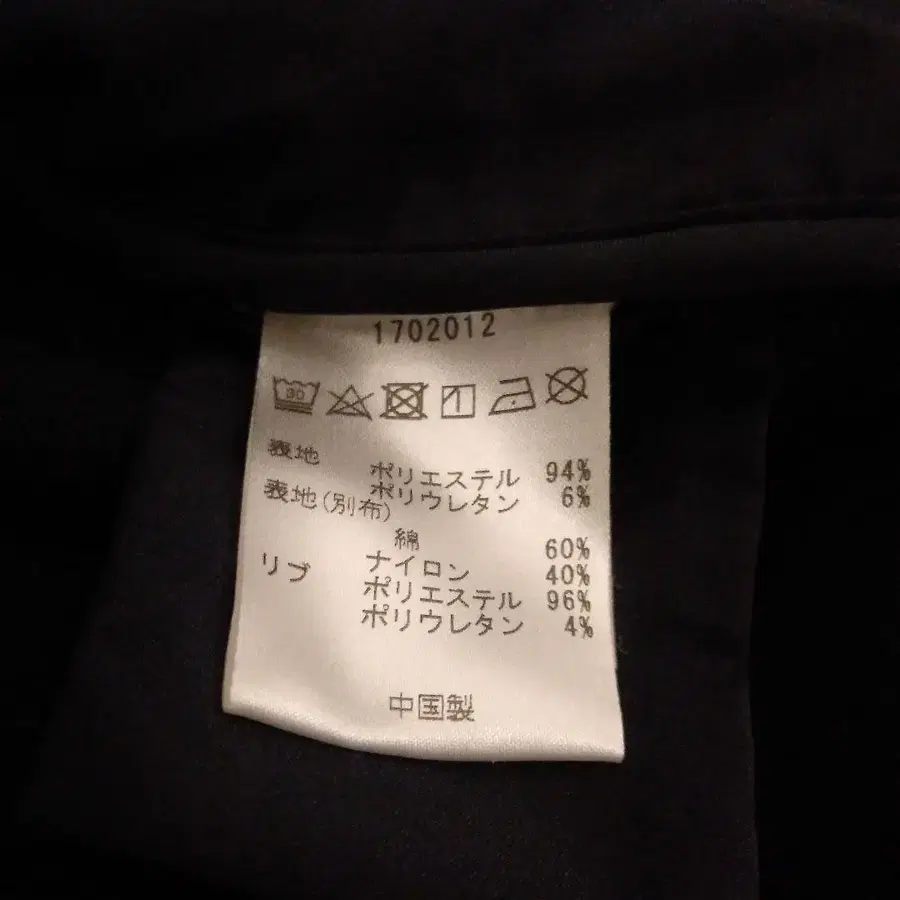 1702012
30
表地
ポリエステル 94%
ポリウレタン 6%
表地(別布)
綿 60%
ナイロン 40%
リブ
ポリエステル 96%
ポリウレタン 4%
中国製